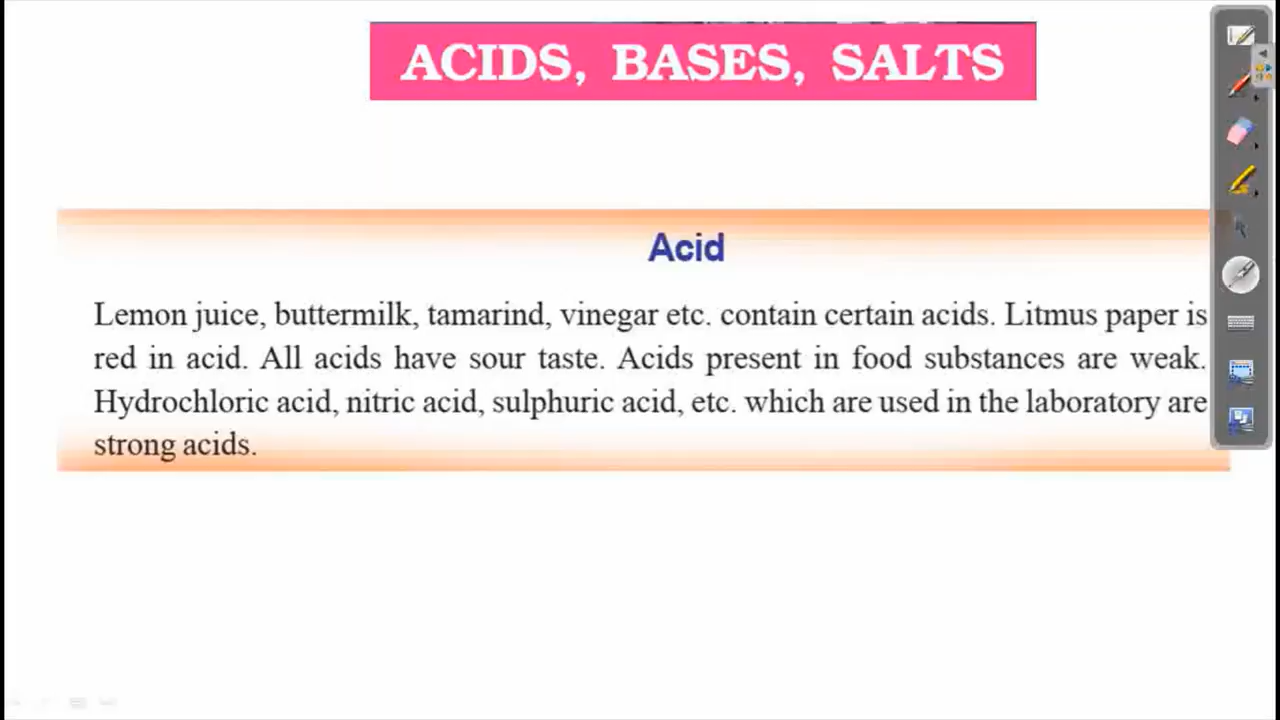 ACIDS, BASES, SALTS
Acid
Lemon juice, buttermilk, tamarind, vinegar etc. contain certain acids. Litmus paper is
red in acid. All acids have sour taste. Acids present in food substances are weak.
Hydrochloric acid, nitric acid, sulphuric acid, etc. which are used in the laboratory are
strong acids.